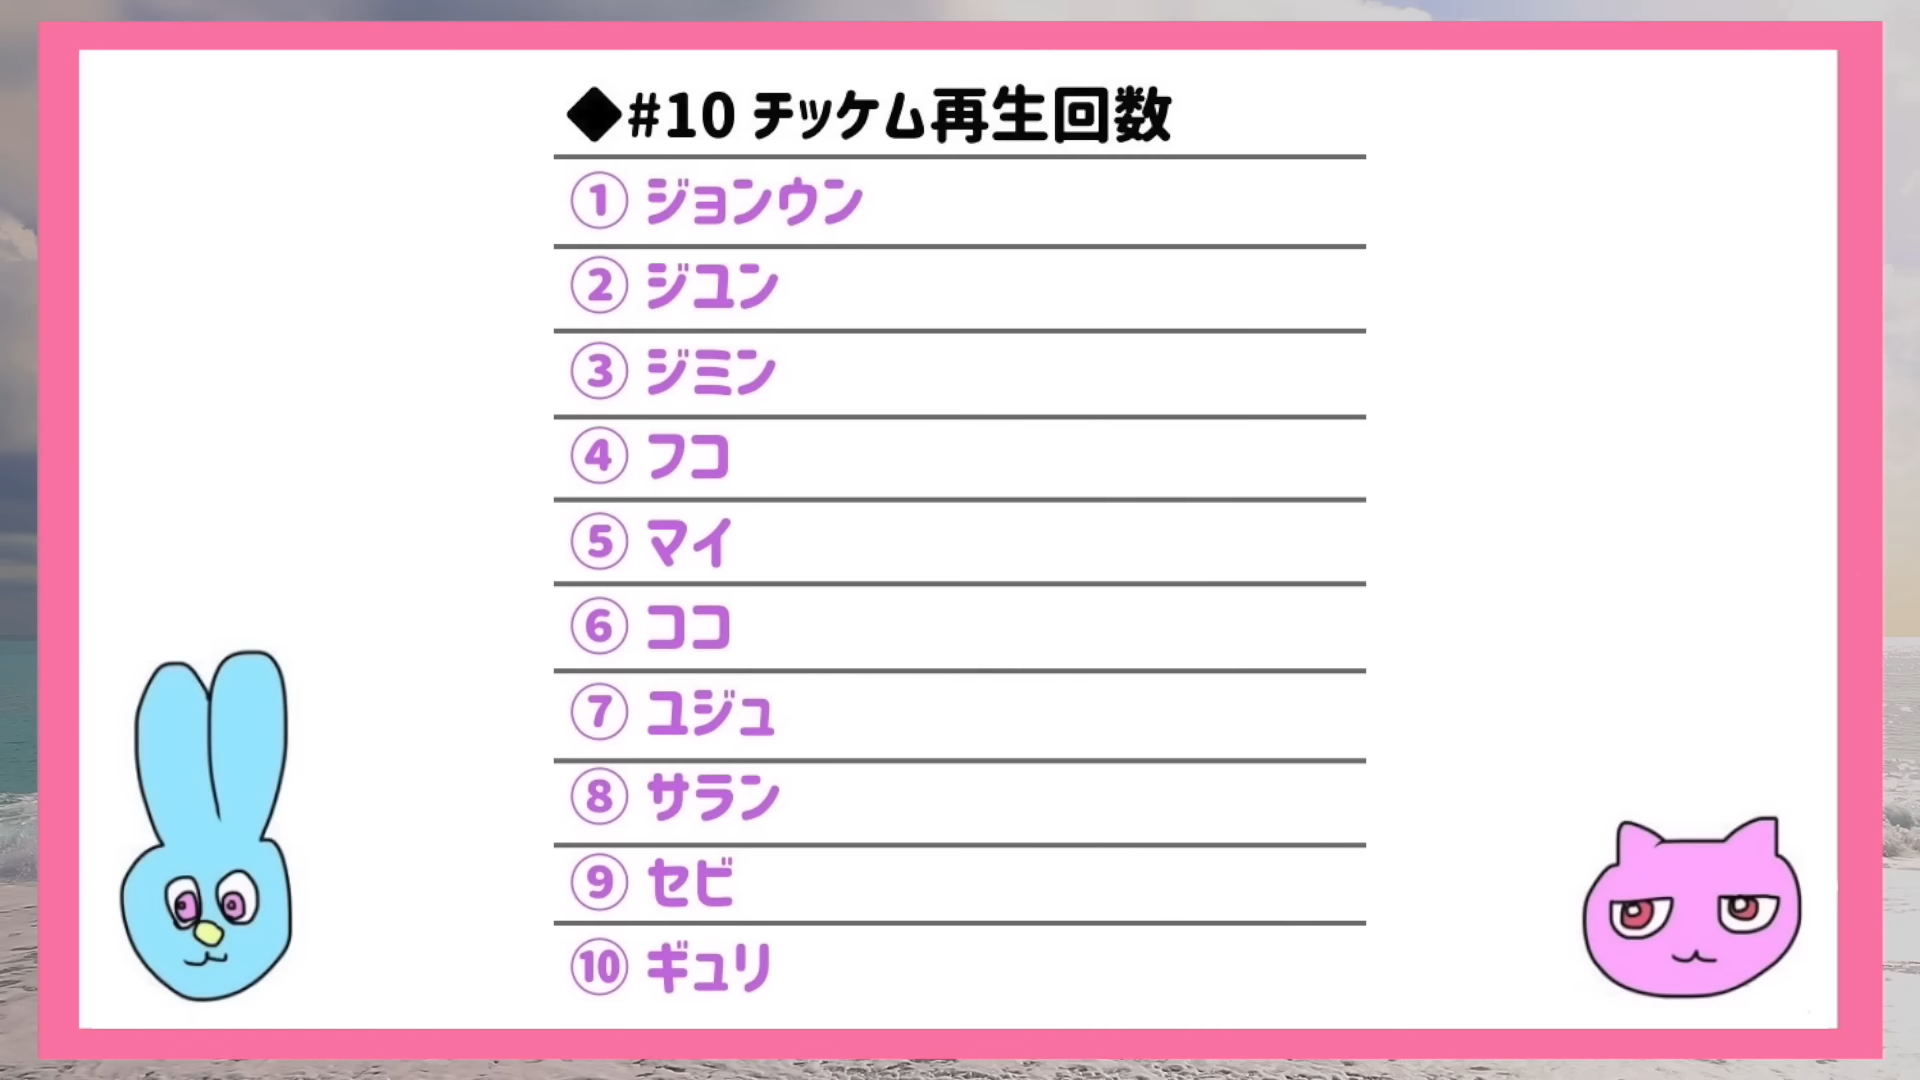 ◆#10 チッケム再生回数
① ジョンウン
② ジユン
③ ジミン
④ フコ
⑤ マイ
⑥ ココ
⑦ ユジュ
⑧ サラン
⑨ セビ
⑩ ギュリ